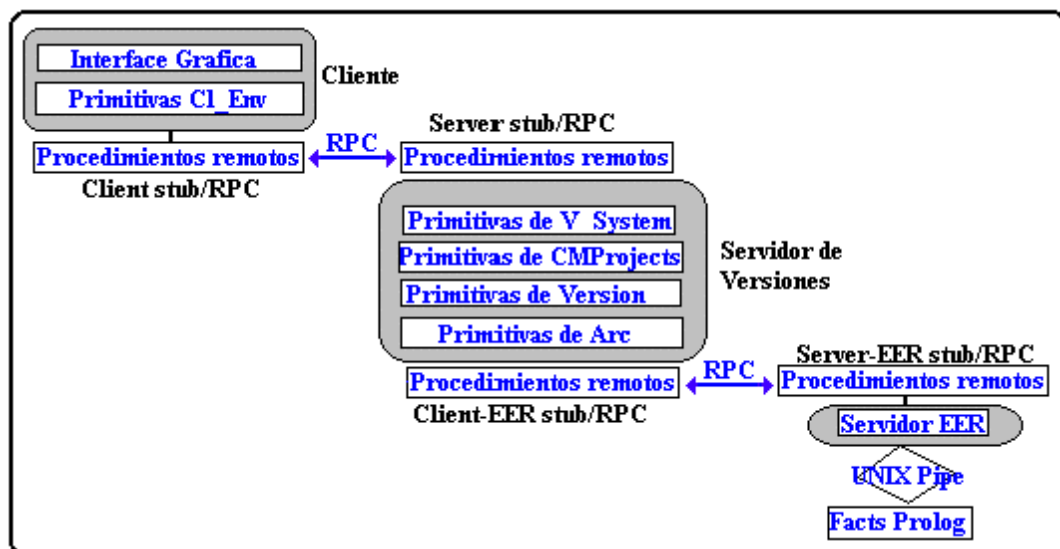 Interface Grafica
Primitivas Cl_Env
Cliente
Procedimientos remotos
Client stub/RPC
RPC
Server stub/RPC
Procedimientos remotos
Primitivas de V_System
Primitivas de CMProjects
Primitivas de Version
Primitivas de Arc
Servidor de
Versiones
Procedimientos remotos
Client-EER stub/RPC
RPC
Server-EER stub/RPC
Procedimientos remotos
Servidor EER
UNIX Pipe
Facts Prolog